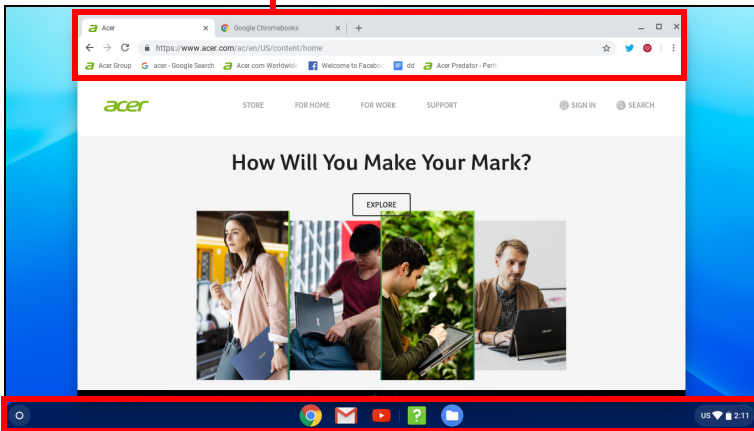 Acer
Google Chromebooks
https://www.acer.com/ac/en/US/content/home
Acer Group
acer - Google Search
Acer.com Worldwide
Welcome to Facebo
dd
Acer Predator - Perfo
acer
STORE
FOR HOME
FOR WORK
SUPPORT
SIGN IN
SEARCH
How Will You Make Your Mark?
EXPLORE
US
2:11